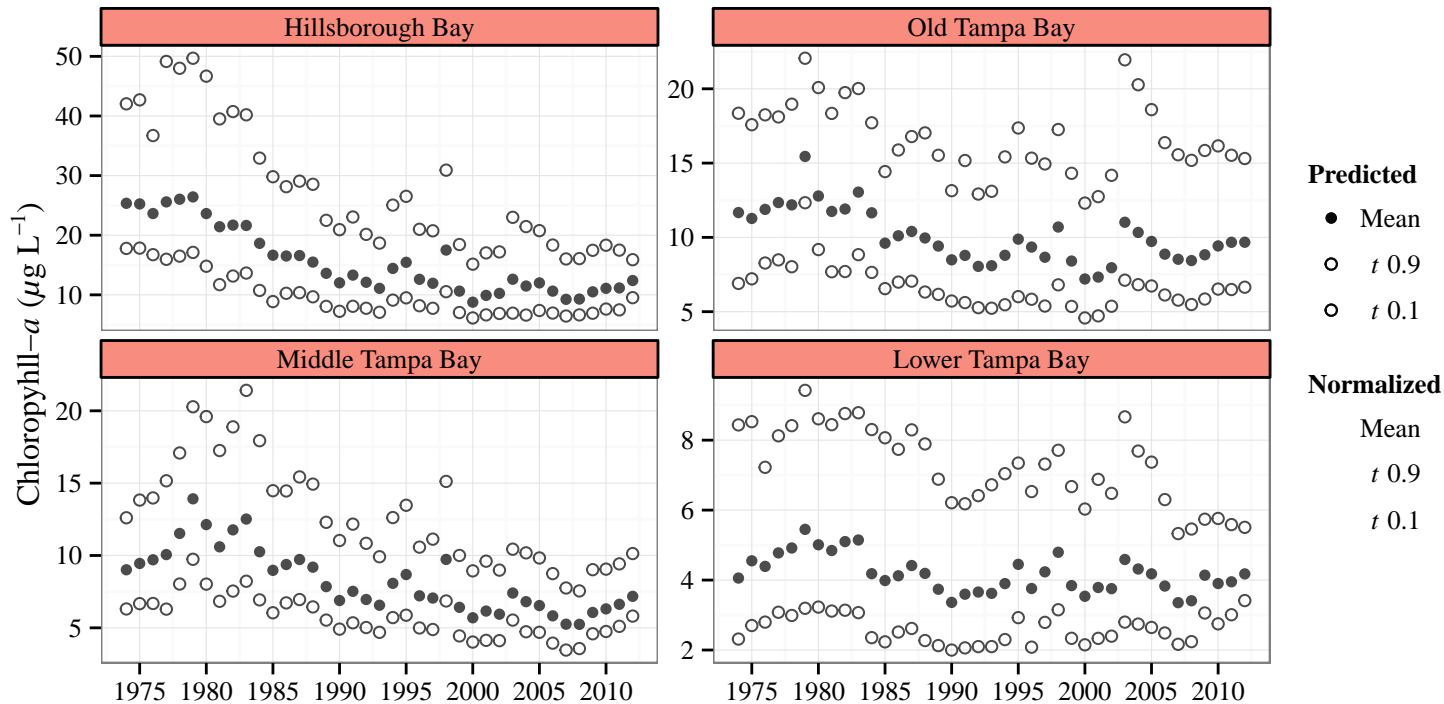 Hillsborough Bay
Old Tampa Bay
50
40
30
20
10
20
15
10
5
Chloropyhll−a (μg L−1)
Middle Tampa Bay
Lower Tampa Bay
20
15
10
5
8
6
4
2
1975 1980 1985 1990 1995 2000 2005 2010
1975 1980 1985 1990 1995 2000 2005 2010
Predicted
Mean
t 0.9
t 0.1
Normalized
Mean
t 0.9
t 0.1